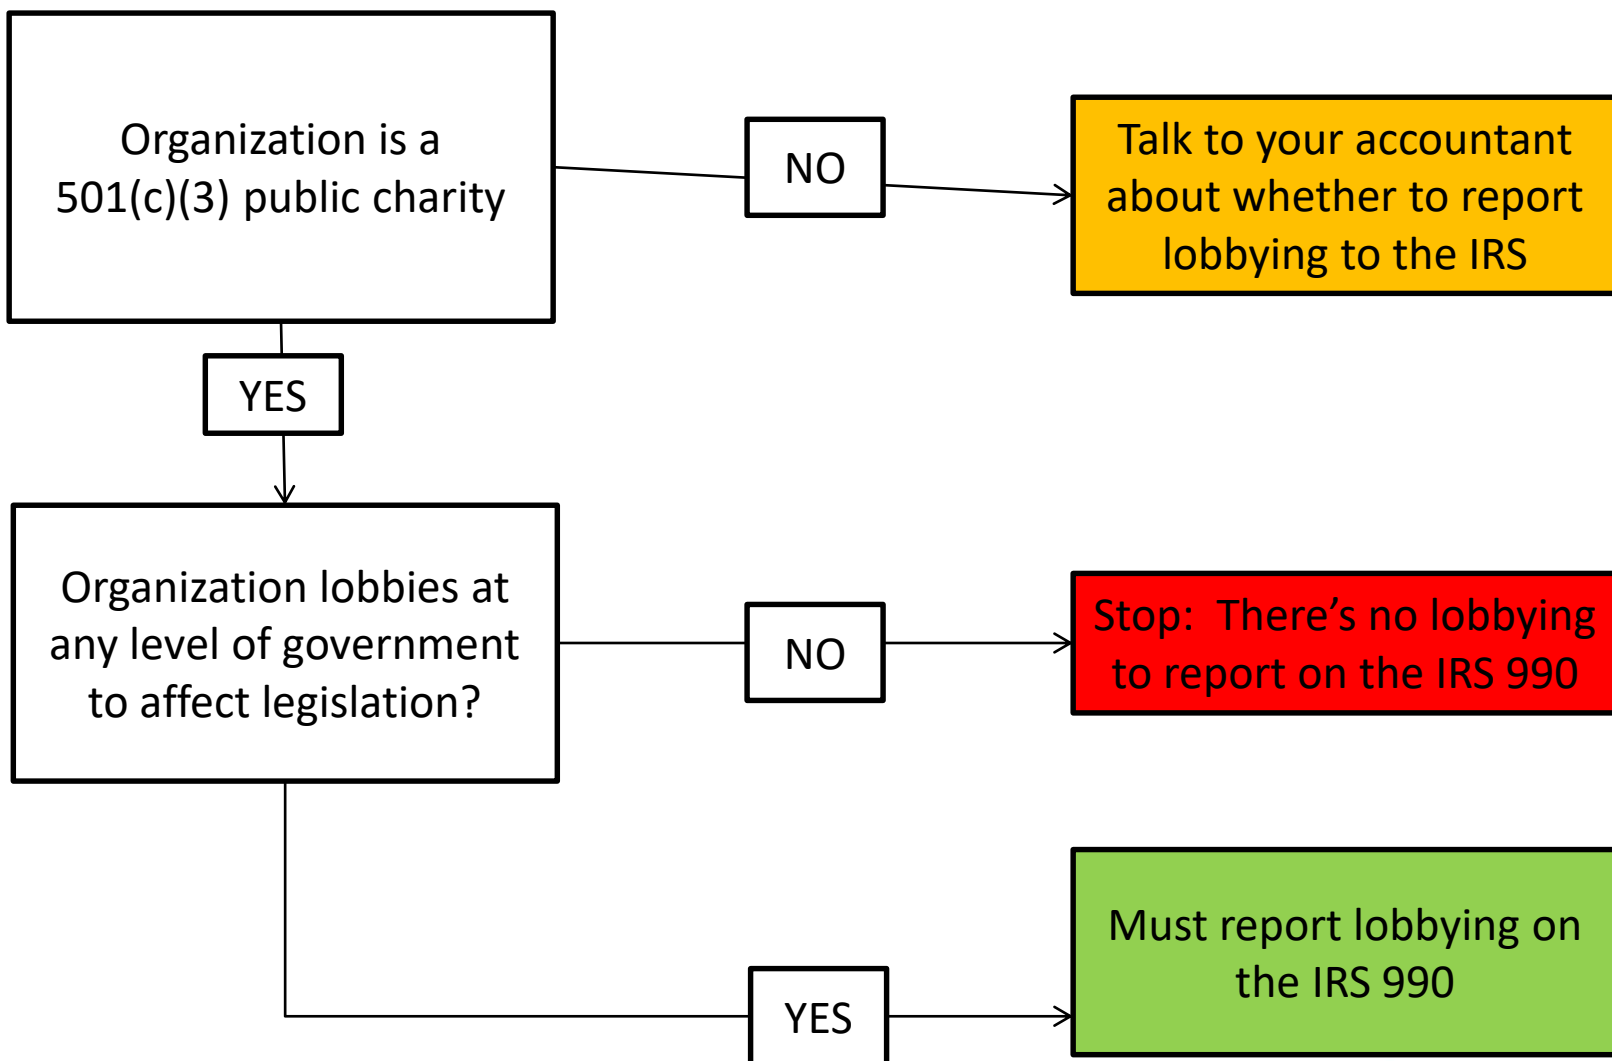 Organization is a
501(c)(3) public charity
NO
Talk to your accountant
about whether to report
lobbying to the IRS
YES
Organization lobbies at
any level of government
to affect legislation?
NO
Stop:  There’s no lobbying
to report on the IRS 990
YES
Must report lobbying on
the IRS 990